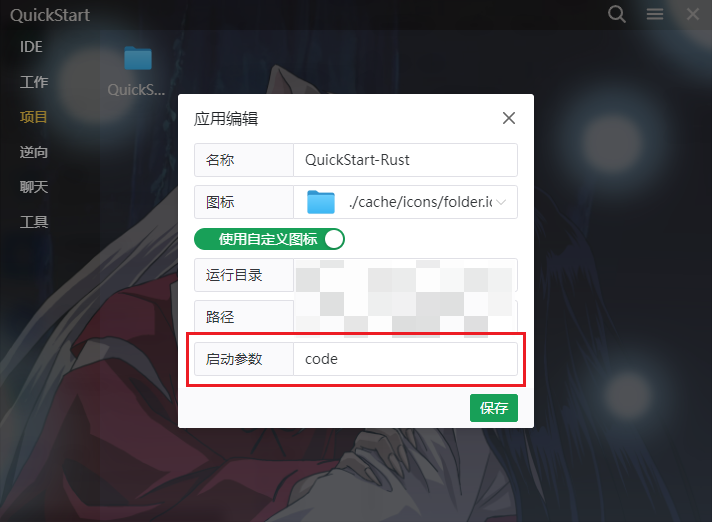 QuickStart
IDE
工作
项目
逆向
聊天
工具
QuickS...
应用编辑
名称 QuickStart-Rust
图标 ./cache/icons/folder.ic
使用自定义图标
运行目录
路径
启动参数 code
保存